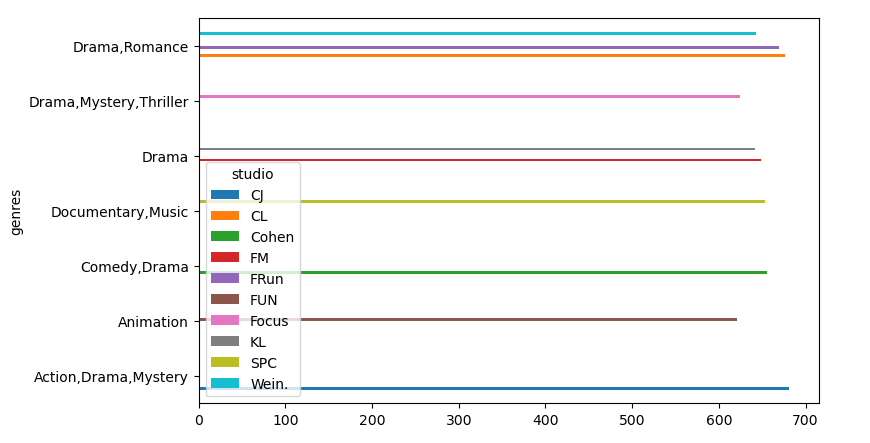 Drama,Romance
Drama,Mystery,Thriller
Drama
Documentary,Music
Comedy,Drama
Animation
Action,Drama,Mystery
genres
studio
CJ
CL
Cohen
FM
FRun
FUN
Focus
KL
SPC
Wein.
0 100 200 300 400 500 600 700